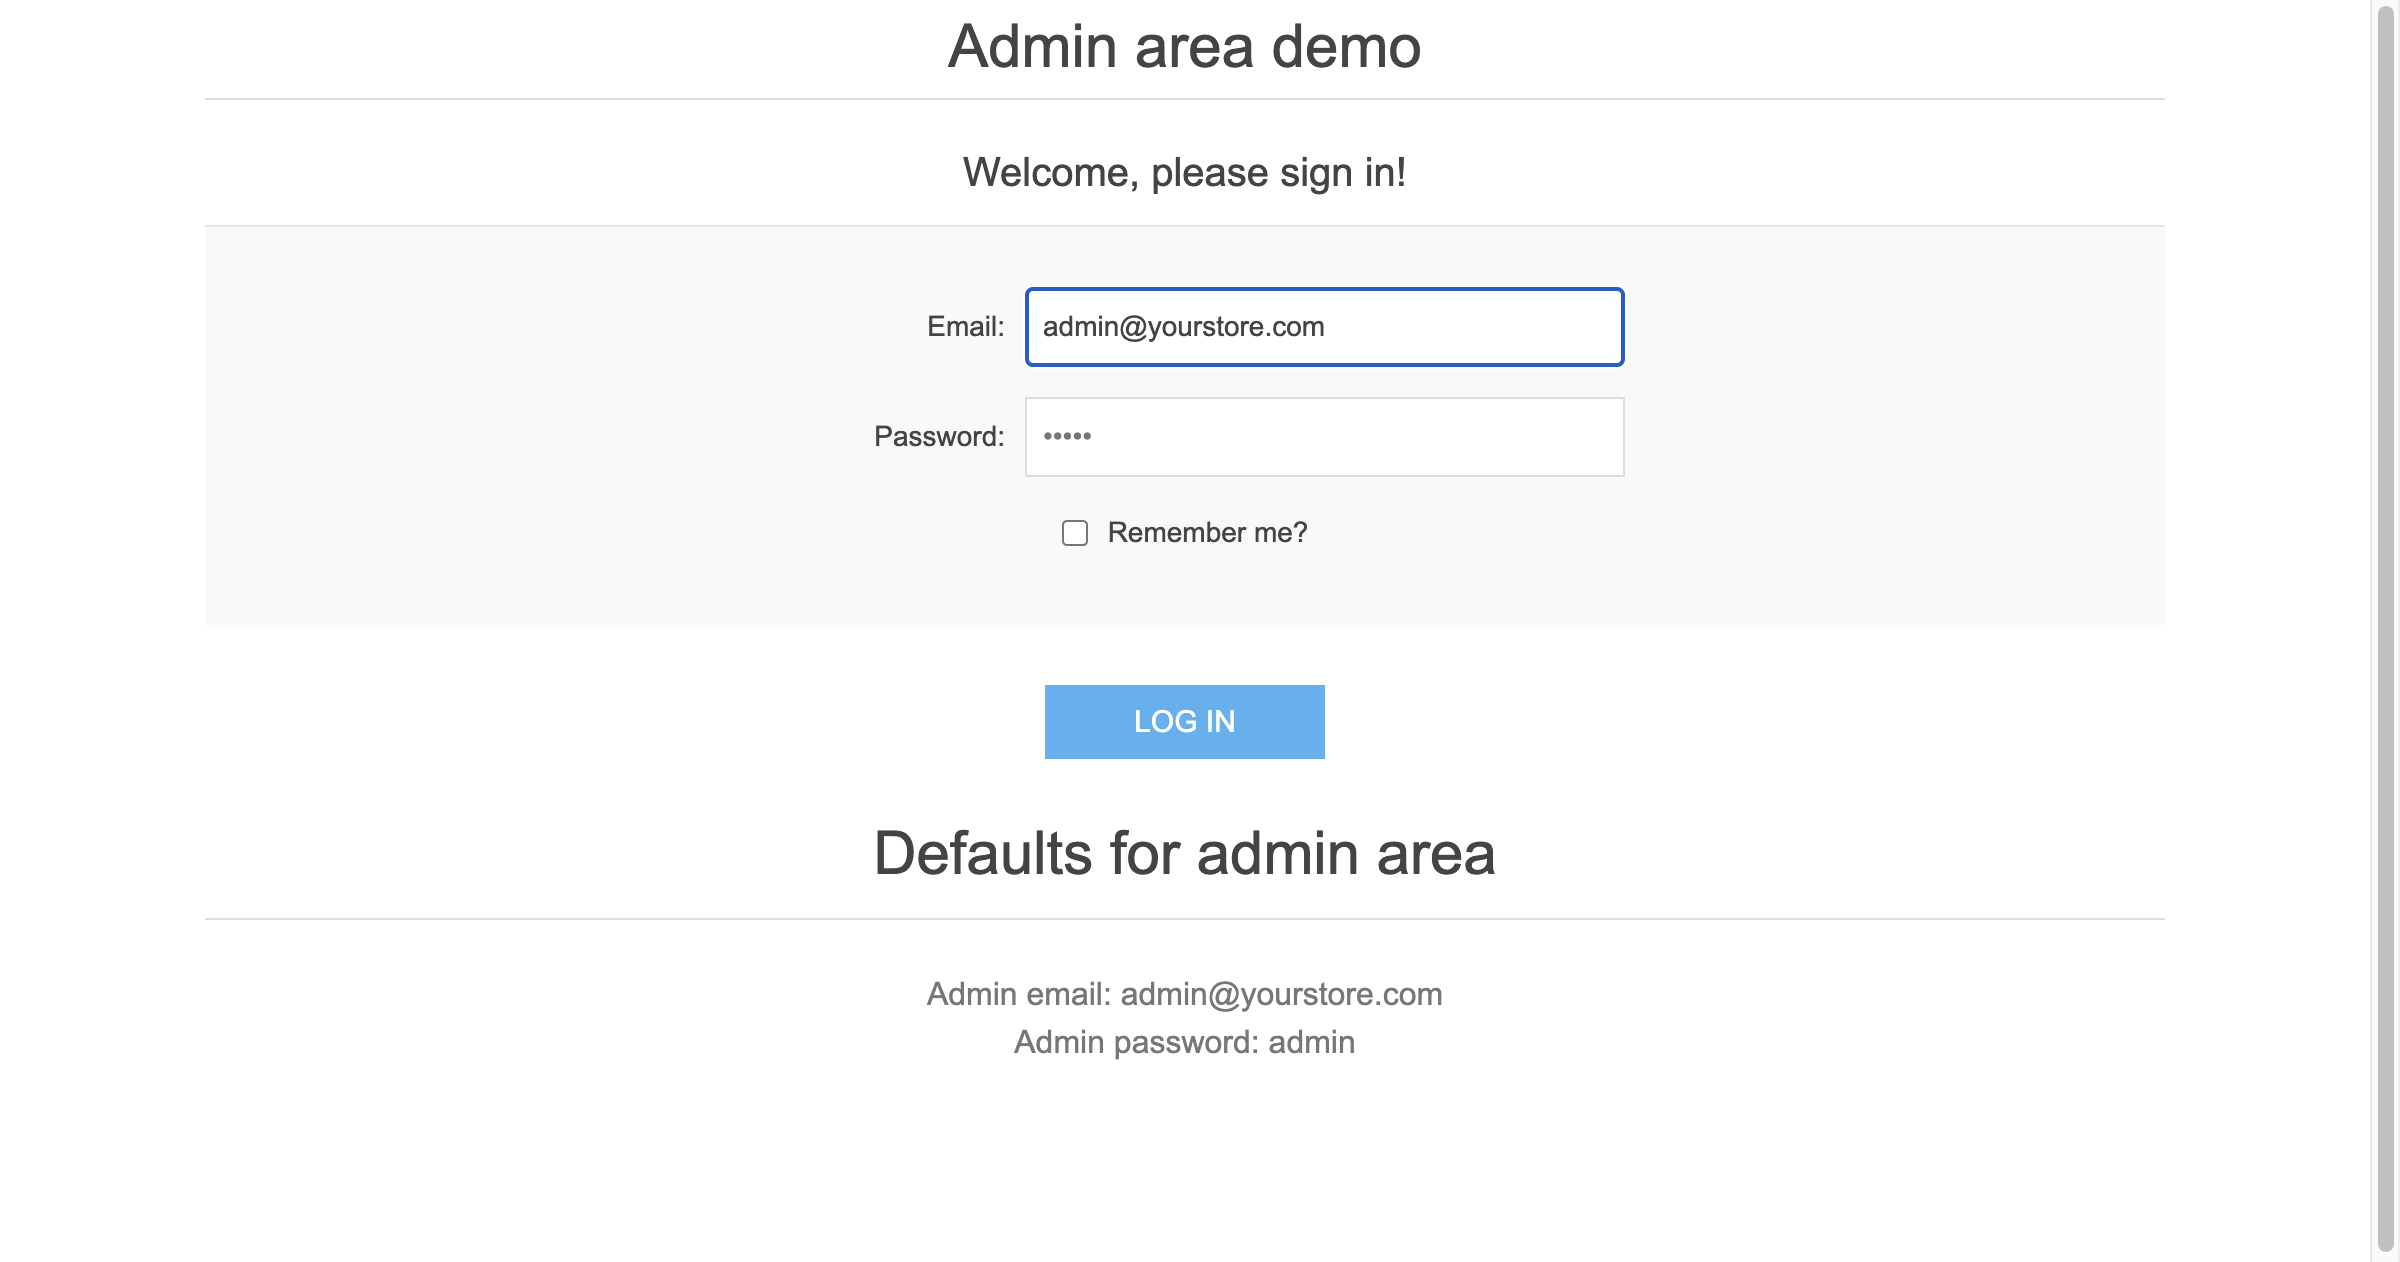 Admin area demo
Welcome, please sign in!
Email: admin@yourstore.com
Password: •••••
Remember me?
LOG IN
Defaults for admin area
Admin email: admin@yourstore.com
Admin password: admin